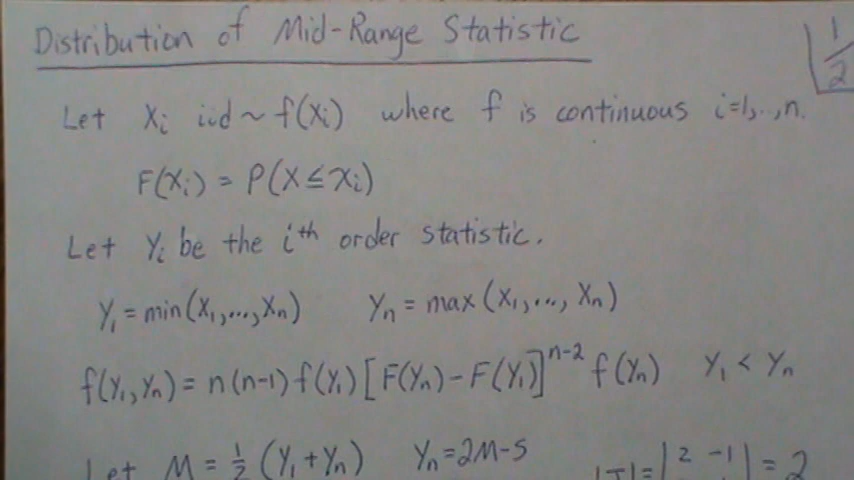 Distribution of Mid-Range Statistic
1/2
Let Xi iid ~ f(xi) where f is continuous i=1,..,n.
F(xi) = P(X ≤ xi)
Let Yi be the ith order statistic.
Y1 = min(X1,...,Xn) Yn = max(X1,..., Xn)
f(Y1,Yn) = n(n-1) f(Y1) [F(Yn) - F(Y1)]^n-2 f(Yn) Y1 < Yn
Let M = 1/2 (Y1 + Yn) Yn = 2M-S |J| = |2 -1| = 2